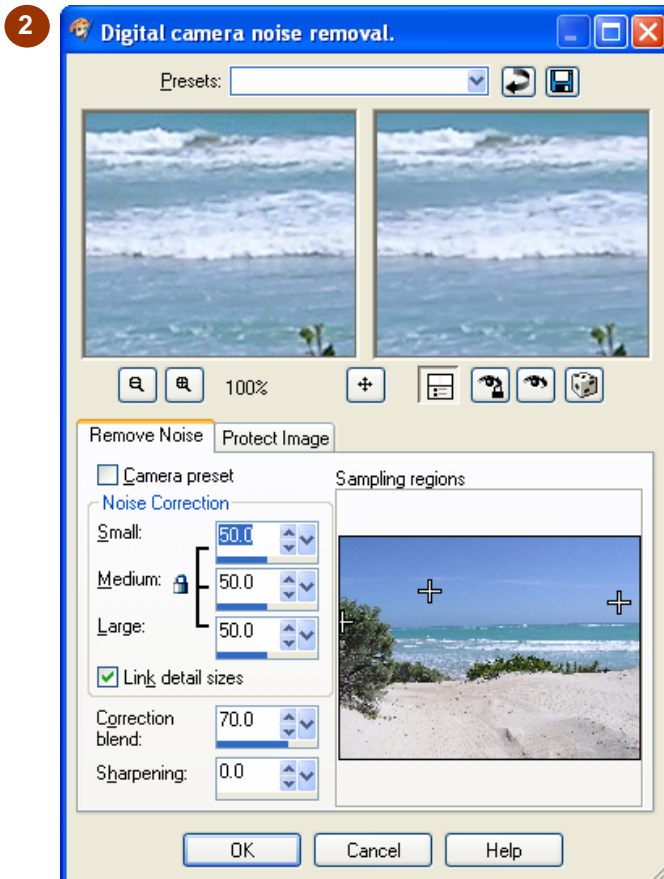 2
Digital camera noise removal.
Presets:
100%
Remove Noise Protect Image
Camera preset
Noise Correction
Small: 50.0
Medium: 50.0
Large: 50.0
Link detail sizes
Correction blend: 70.0
Sharpening: 0.0
Sampling regions
OK Cancel Help